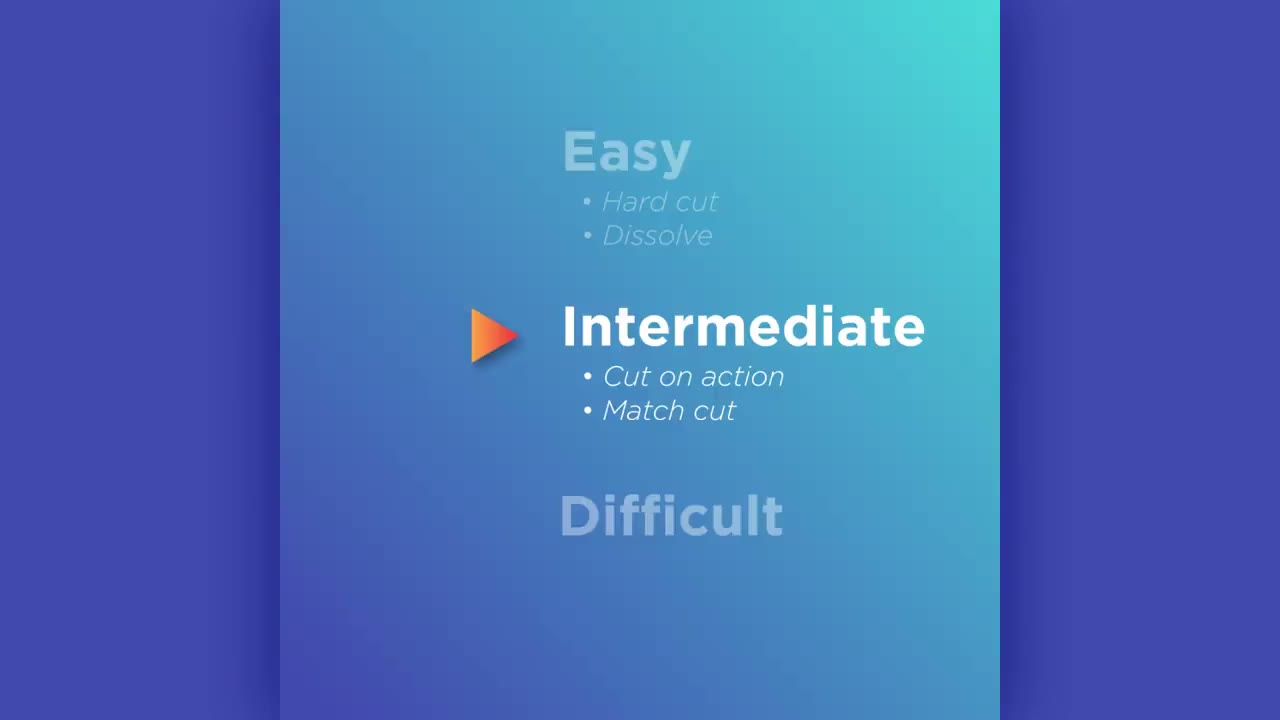 Easy
• Hard cut
• Dissolve
Intermediate
• Cut on action
• Match cut
Difficult